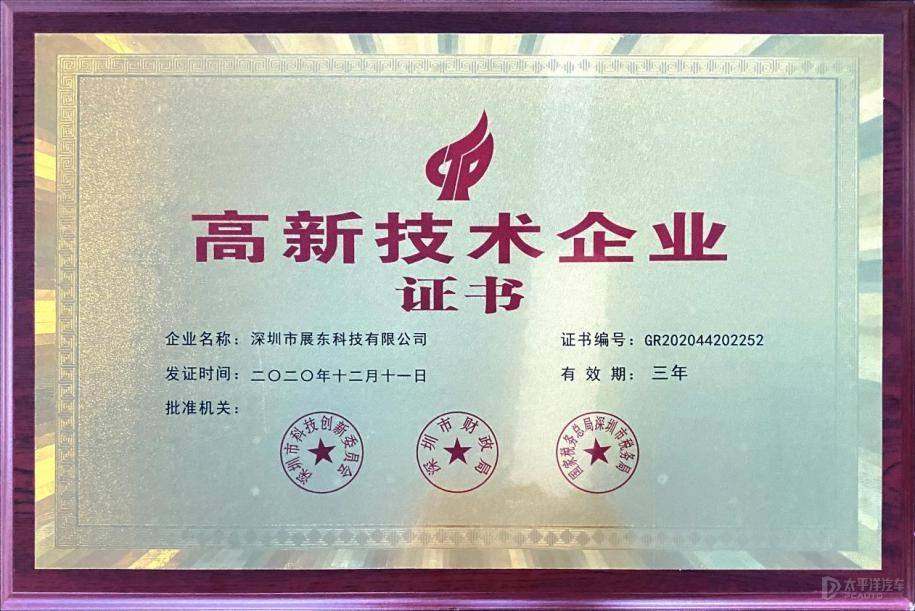 高新技术企业
证书
企业名称：深圳市展东科技有限公司
证书编号：GR202044202252
发证时间：二〇二〇年十二月十一日
有效期：三年
批准机关：
深圳市科技创新委员会
深圳市财政局
国家税务总局深圳市税务局
太平洋汽车
PCAUTO